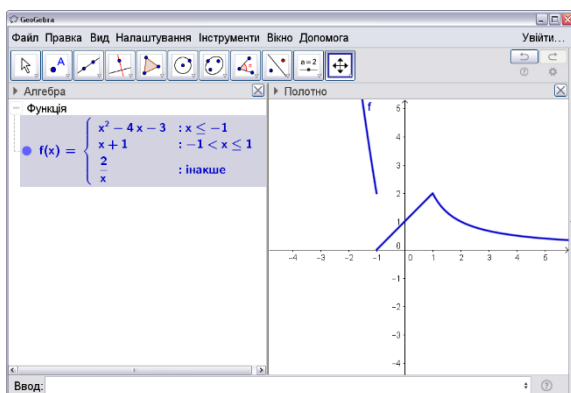 GeoGebra
Файл Правка Вид Налаштування Інструменти Вікно Допомога Увійти...
A a=2
Алгебра
Полотно
Функція
f(x) = { x² − 4 x − 3 : x ≤ −1
x + 1 : −1 < x ≤ 1
2/x : інакше
f
5
4
3
2
1
0
−4 −3 −2 −1 0 1 2 3 4 5
−1
−2
−3
−4
Ввод: